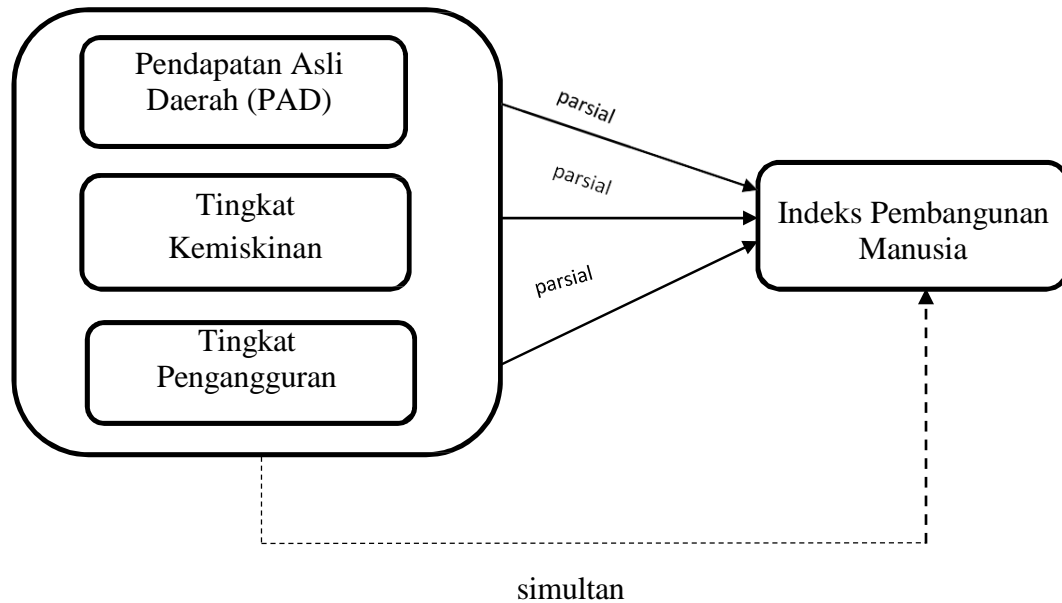 Pendapatan Asli
Daerah (PAD)
parsial
Tingkat
Kemiskinan
parsial
Indeks Pembangunan
Manusia
parsial
Tingkat
Pengangguran
simultan